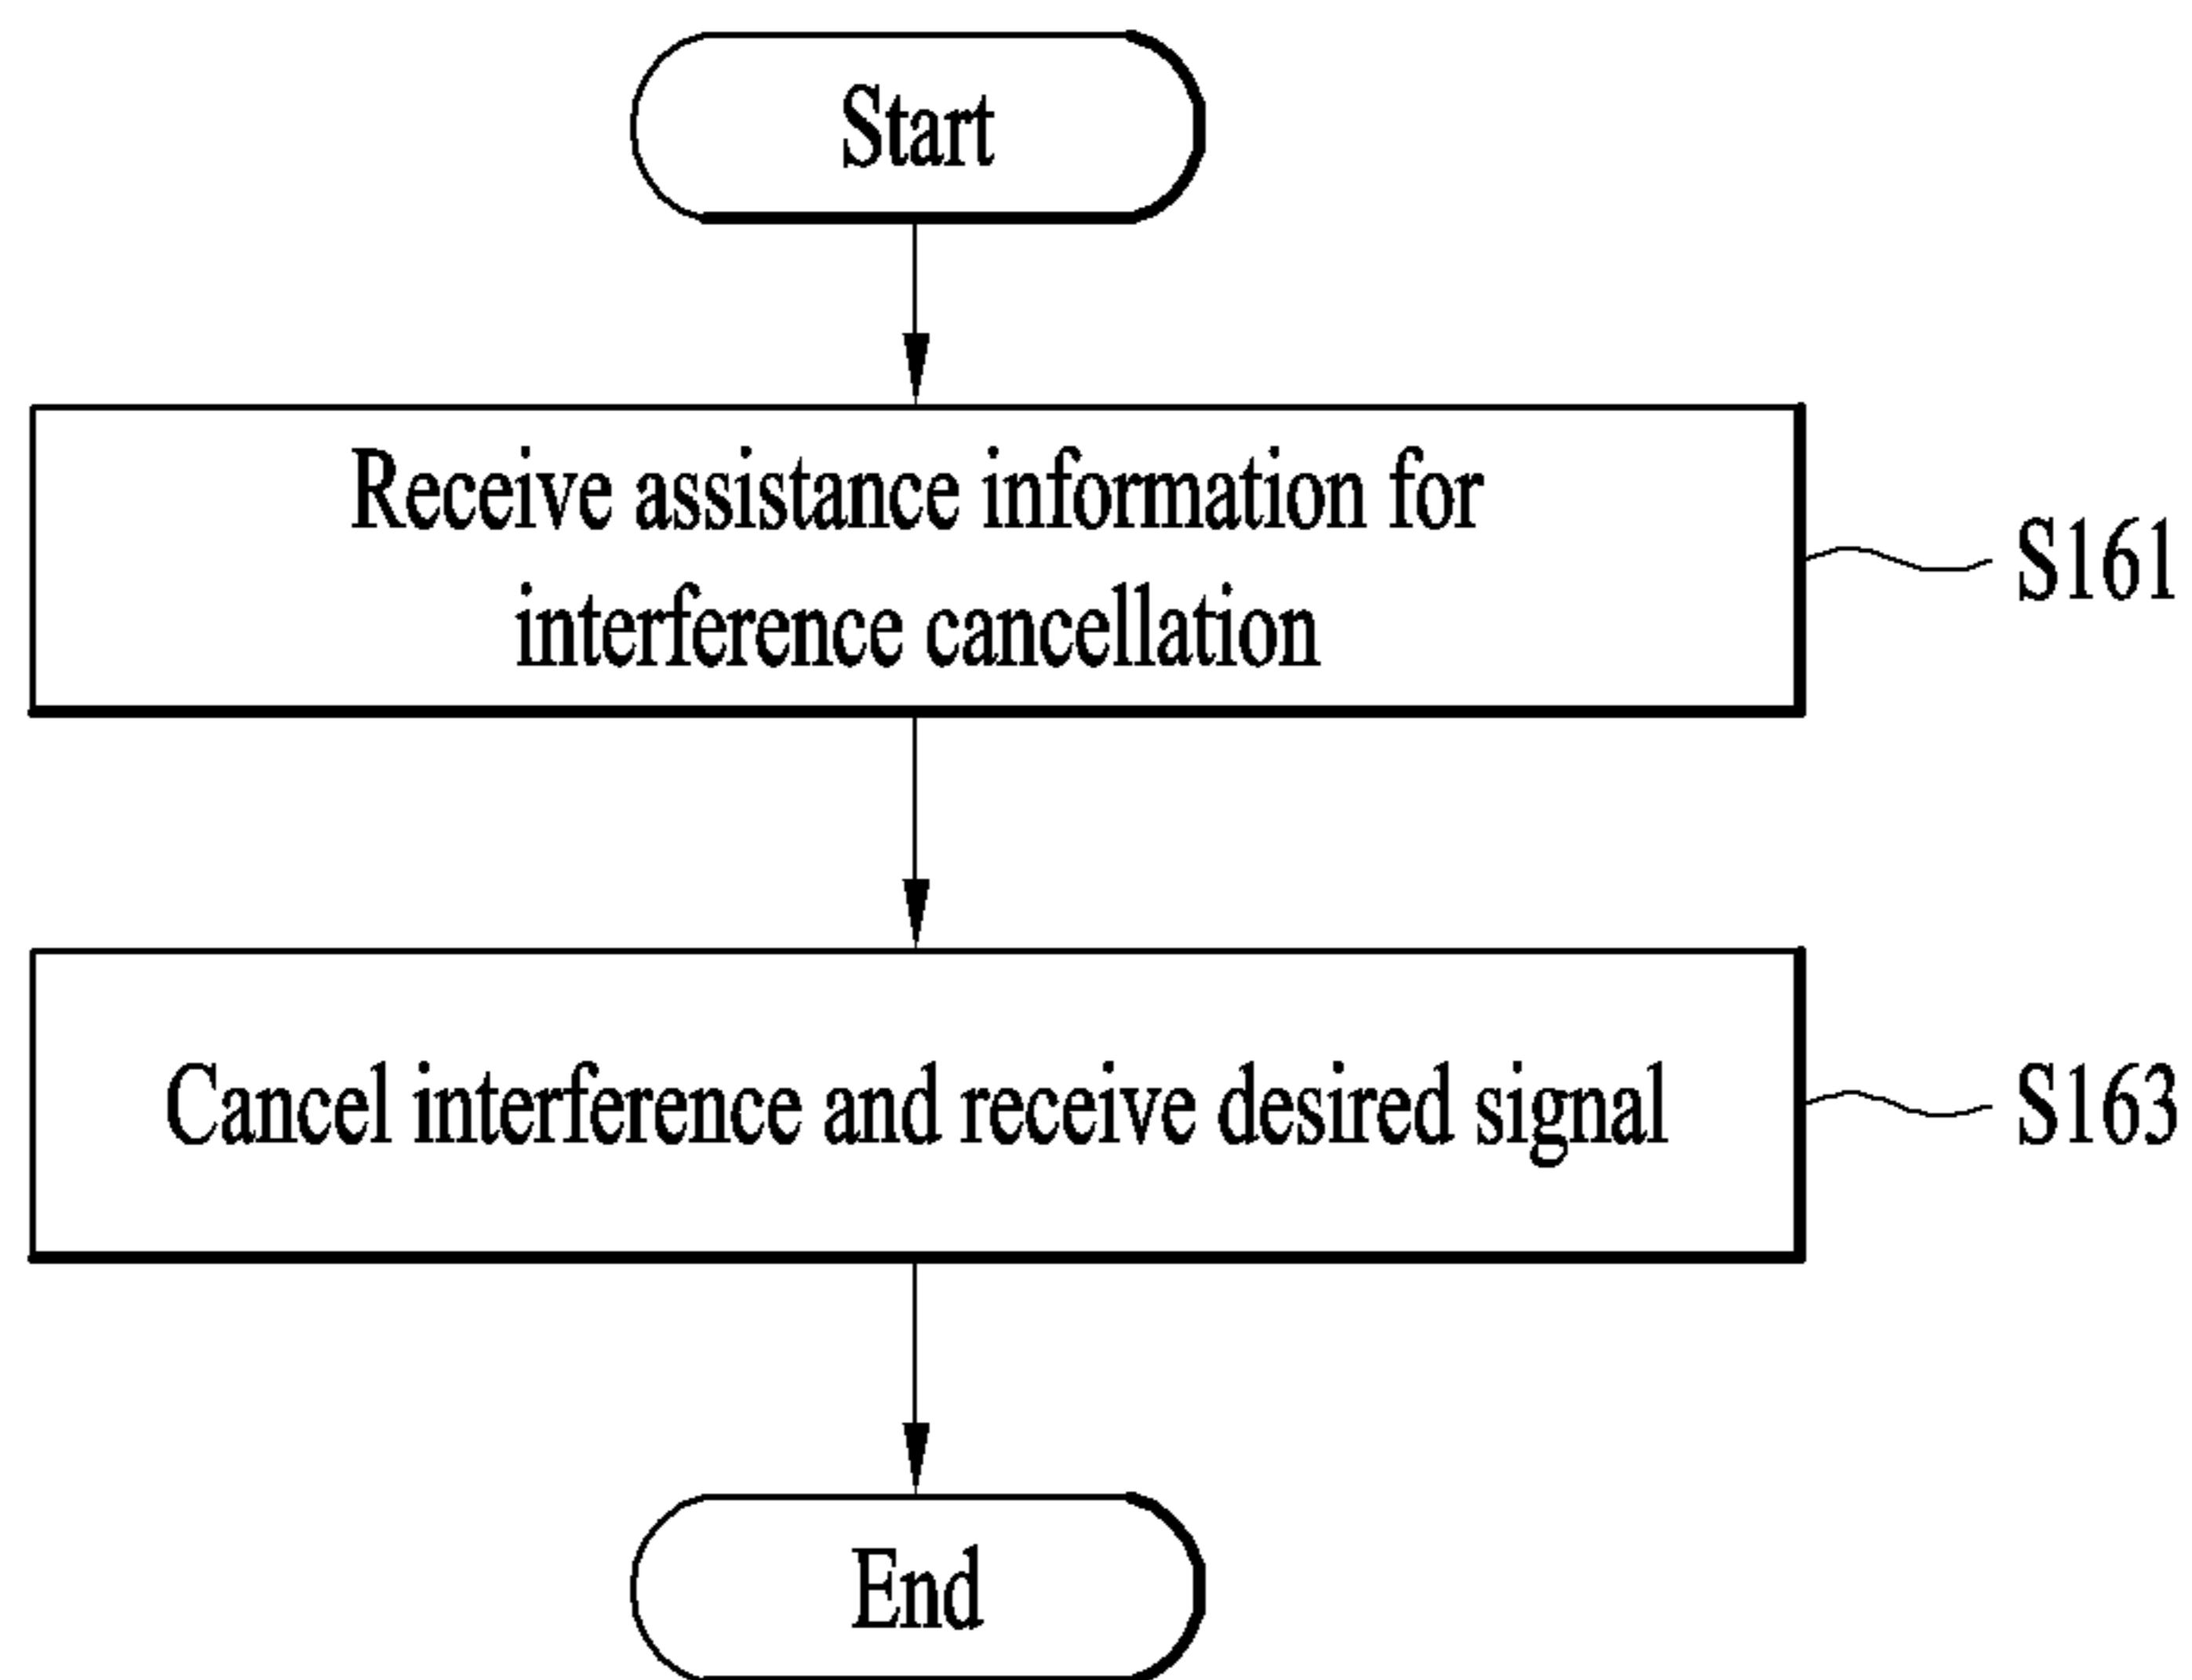 Start
Receive assistance information for
interference cancellation
S161
Cancel interference and receive desired signal
S163
End